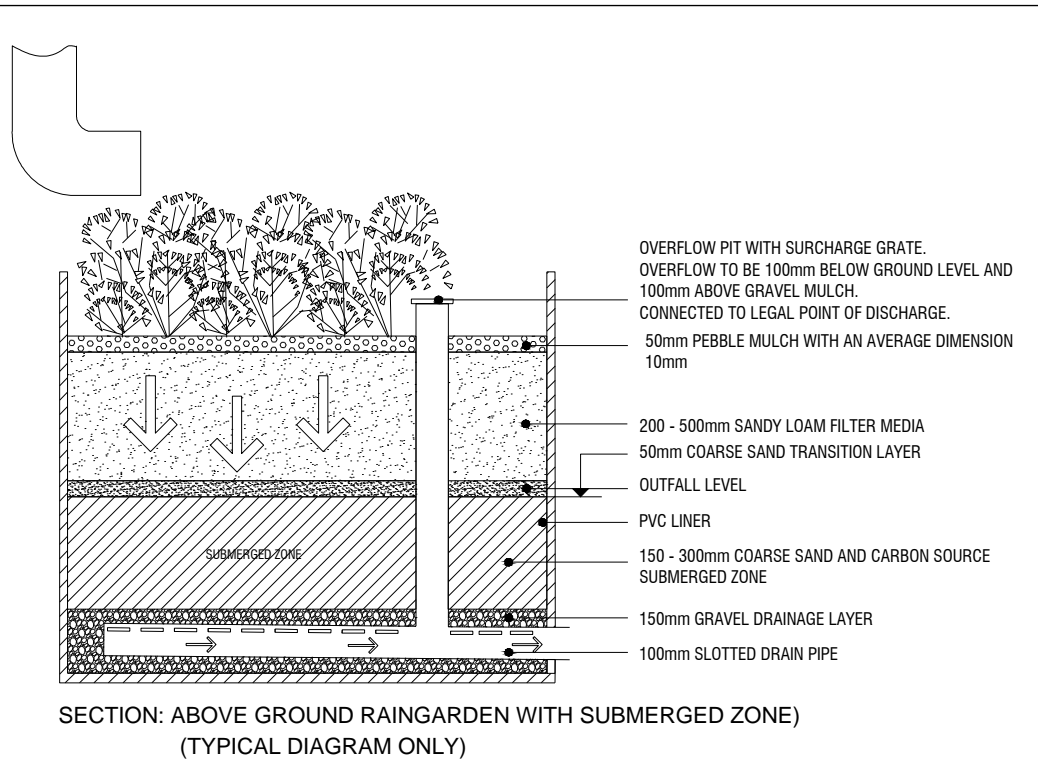 OVERFLOW PIT WITH SURCHARGE GRATE.
OVERFLOW TO BE 100mm BELOW GROUND LEVEL AND
100mm ABOVE GRAVEL MULCH.
CONNECTED TO LEGAL POINT OF DISCHARGE.
50mm PEBBLE MULCH WITH AN AVERAGE DIMENSION
10mm
200 - 500mm SANDY LOAM FILTER MEDIA
50mm COARSE SAND TRANSITION LAYER
OUTFALL LEVEL
PVC LINER
SUBMERGED ZONE
150 - 300mm COARSE SAND AND CARBON SOURCE
SUBMERGED ZONE
150mm GRAVEL DRAINAGE LAYER
100mm SLOTTED DRAIN PIPE
SECTION: ABOVE GROUND RAINGARDEN WITH SUBMERGED ZONE)
(TYPICAL DIAGRAM ONLY)